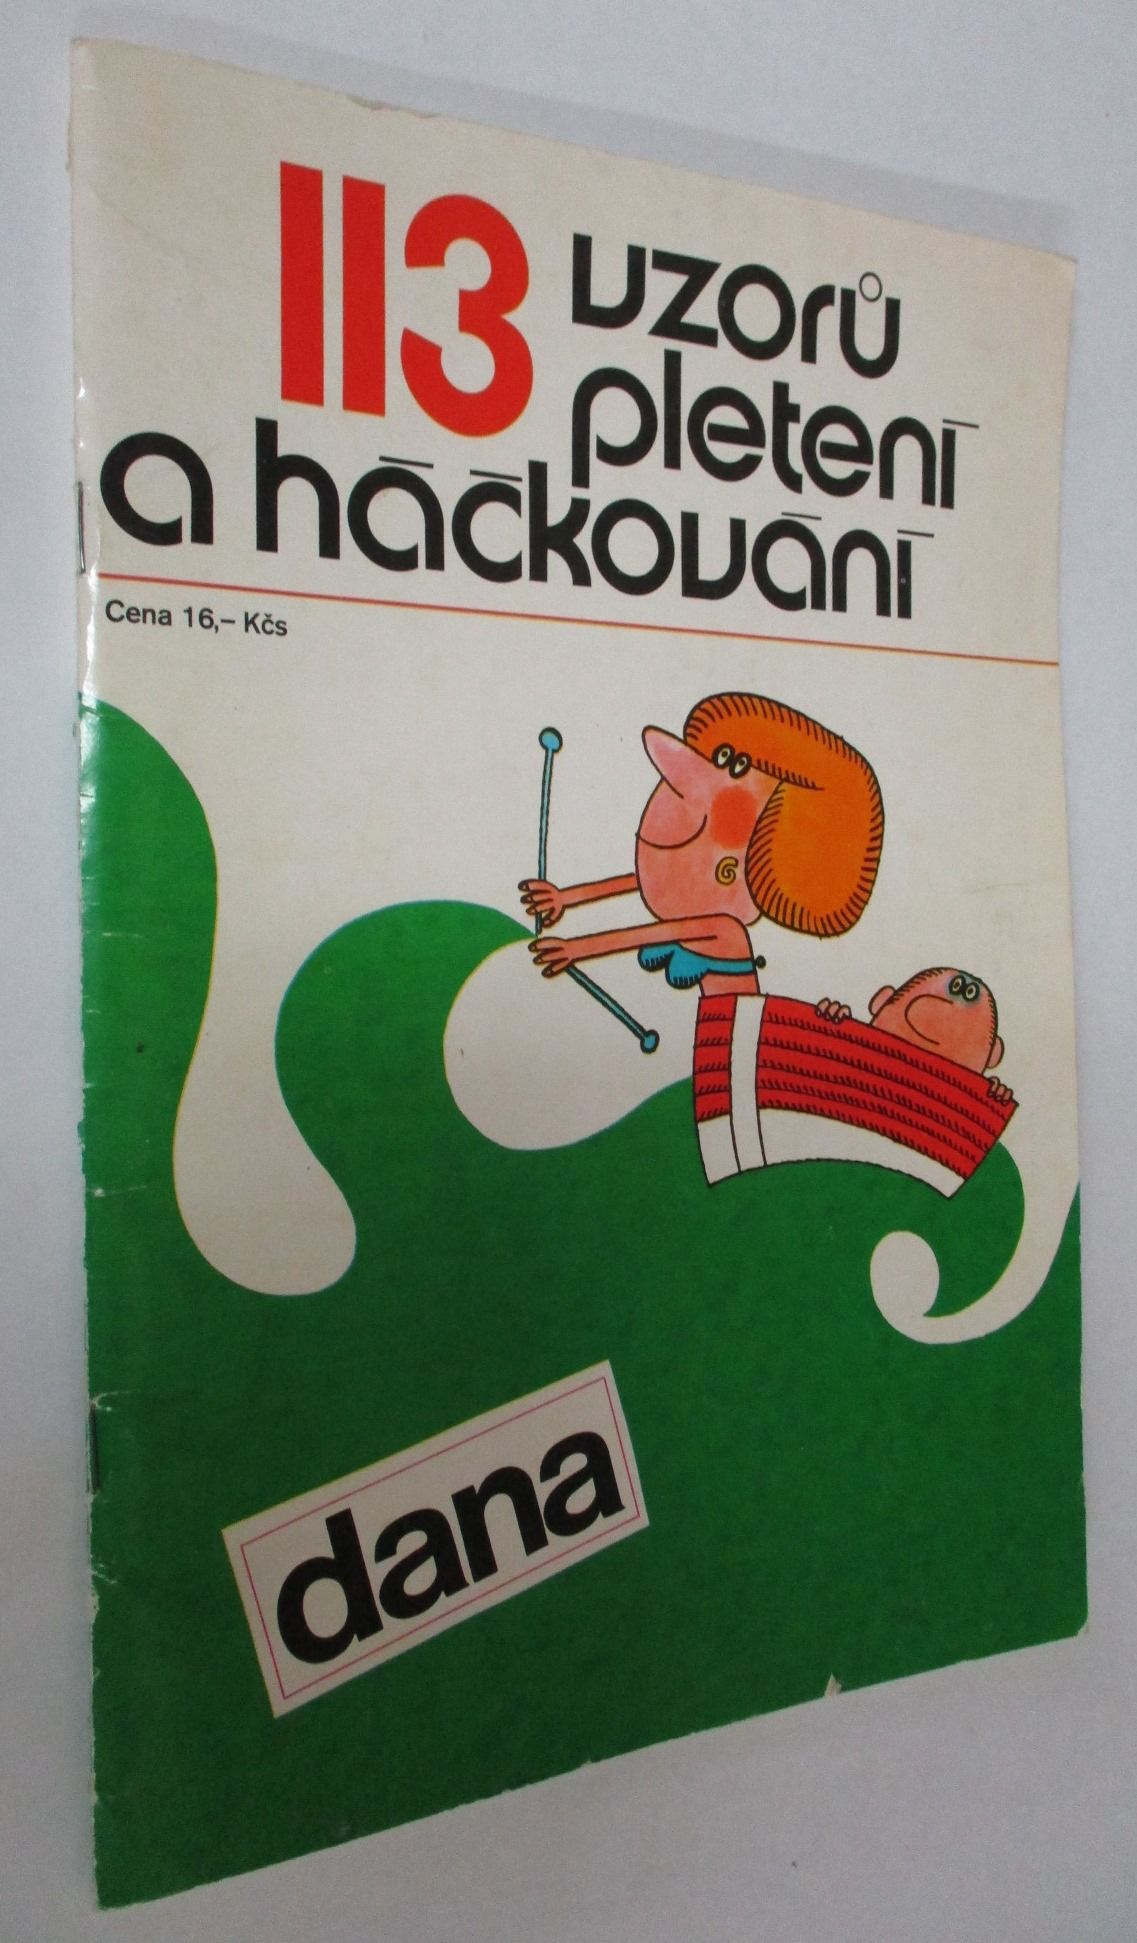 113 vzorů
pletení
a háčkování
Cena 16,– Kčs
dana